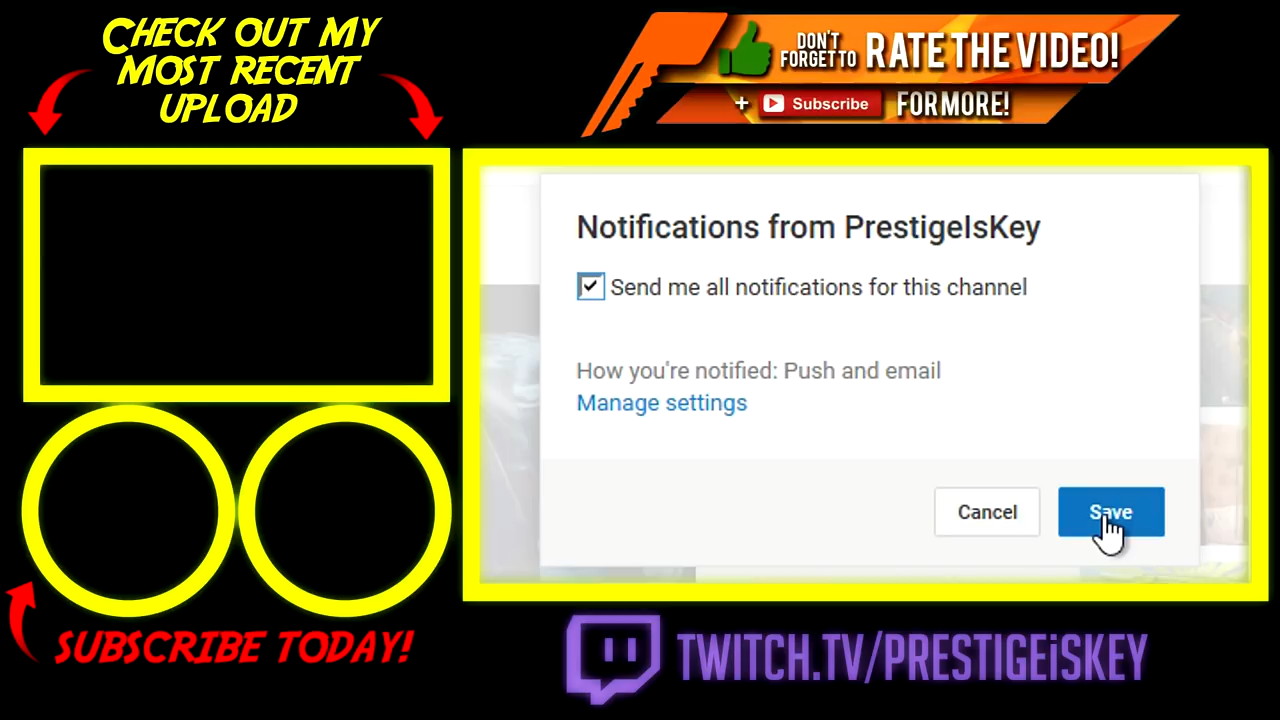 CHECK OUT MY
MOST RECENT
UPLOAD
DON'T
FORGET TO
RATE THE VIDEO!
+ Subscribe FOR MORE!
Notifications from PrestigeIsKey
Send me all notifications for this channel
How you're notified: Push and email
Manage settings
Cancel
Save
SUBSCRIBE TODAY!
TWITCH.TV/PRESTIGEiSKEY